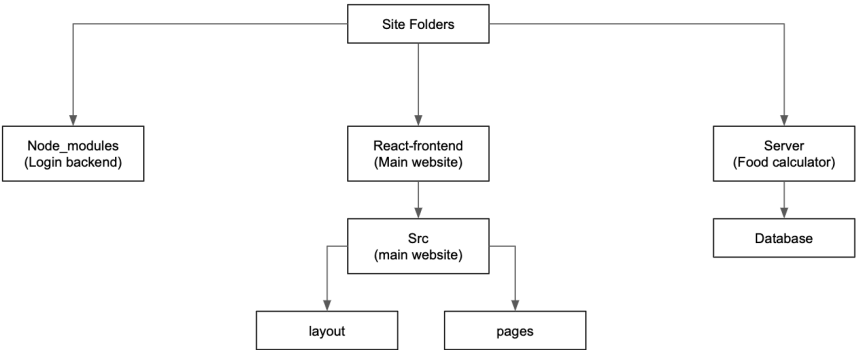 Site Folders
Node_modules
(Login backend)
React-frontend
(Main website)
Server
(Food calculator)
Src
(main website)
Database
layout
pages